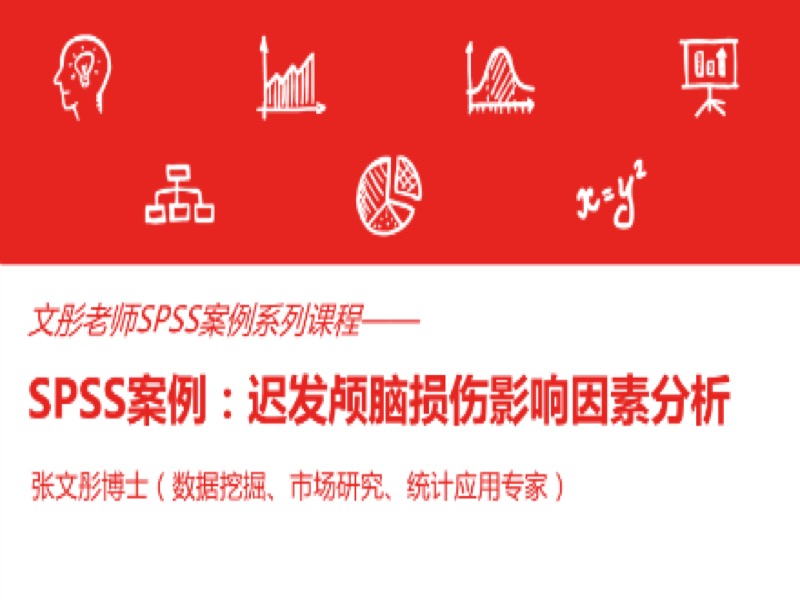 x=y²
文彤老师SPSS案例系列课程——
SPSS案例：迟发颅脑损伤影响因素分析
张文彤博士（数据挖掘、市场研究、统计应用专家）